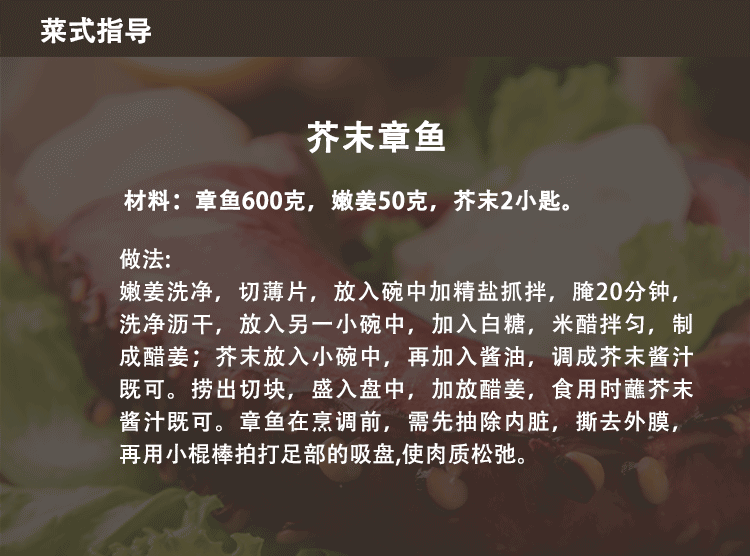 菜式指导
芥末章鱼
材料：章鱼600克，嫩姜50克，芥末2小匙。
做法:
嫩姜洗净，切薄片，放入碗中加精盐抓拌，腌20分钟，
洗净沥干，放入另一小碗中，加入白糖，米醋拌匀，制
成醋姜；芥末放入小碗中，再加入酱油，调成芥末酱汁
既可。捞出切块，盛入盘中，加放醋姜，食用时蘸芥末
酱汁既可。章鱼在烹调前，需先抽除内脏，撕去外膜，
再用小棍棒拍打足部的吸盘,使肉质松弛。